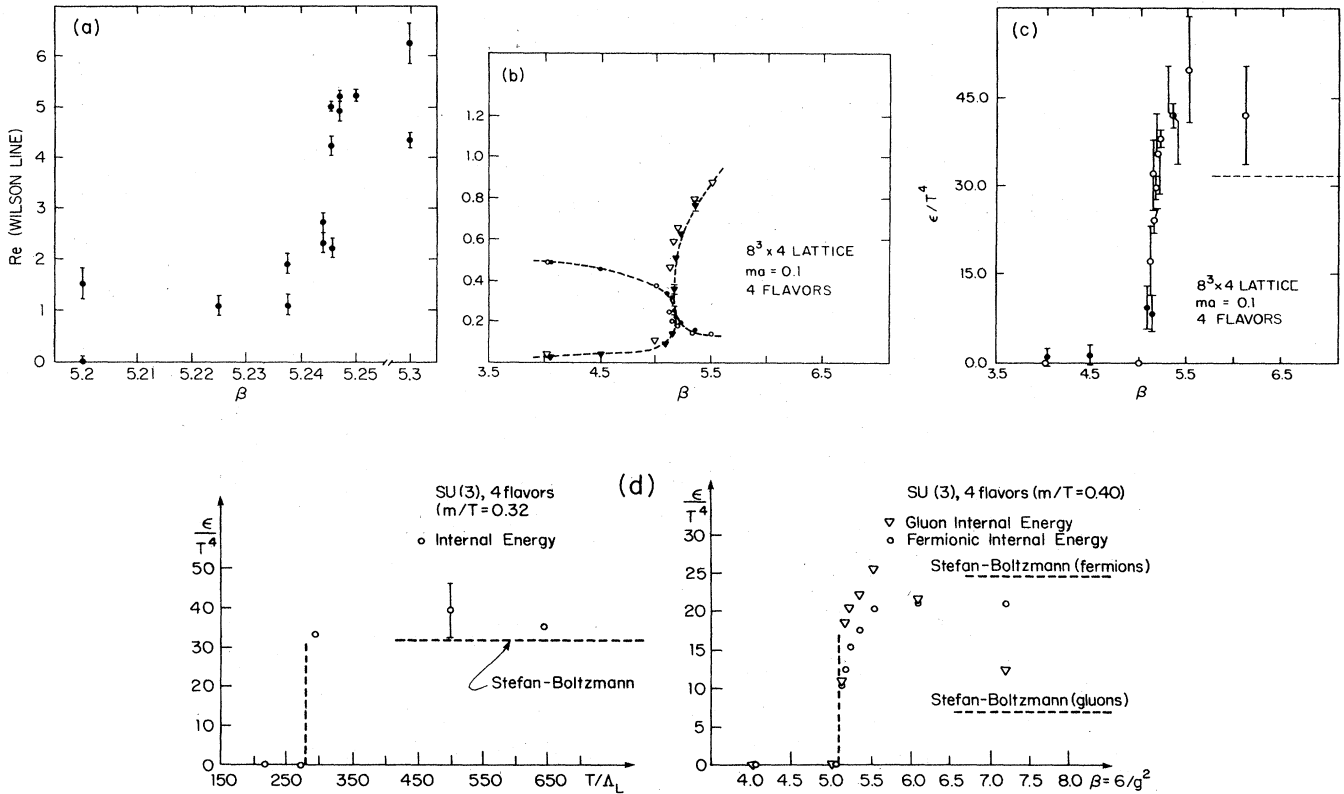 (a)
Re (WILSON LINE)
6
5
4
3
2
1
0
5.2 5.21 5.22 5.23 5.24 5.25 5.3
β
(b)
1.2
1.0
0.8
0.6
0.4
0.2
8³×4 LATTICE
ma = 0.1
4 FLAVORS
3.5 4.5 5.5 6.5
β
(c)
ϵ/T⁴
45.0
30.0
15.0
0.0
8³×4 LATTICE
ma = 0.1
4 FLAVORS
3.5 4.5 5.5 6.5
β
(d)
SU(3), 4 flavors
(m/T=0.32
Internal Energy
ϵ
T⁴
50
40
30
20
10
0
Stefan-Boltzmann
150 250 350 450 550 650 T/Λ_L
SU(3), 4 flavors (m/T=0.40)
Gluon Internal Energy
Fermionic Internal Energy
Stefan-Boltzmann (fermions)
ϵ
T⁴
30
25
20
15
10
5
0
Stefan-Boltzmann (gluons)
4.0 4.5 5.0 5.5 6.0 6.5 7.0 8.0 β=6/g²